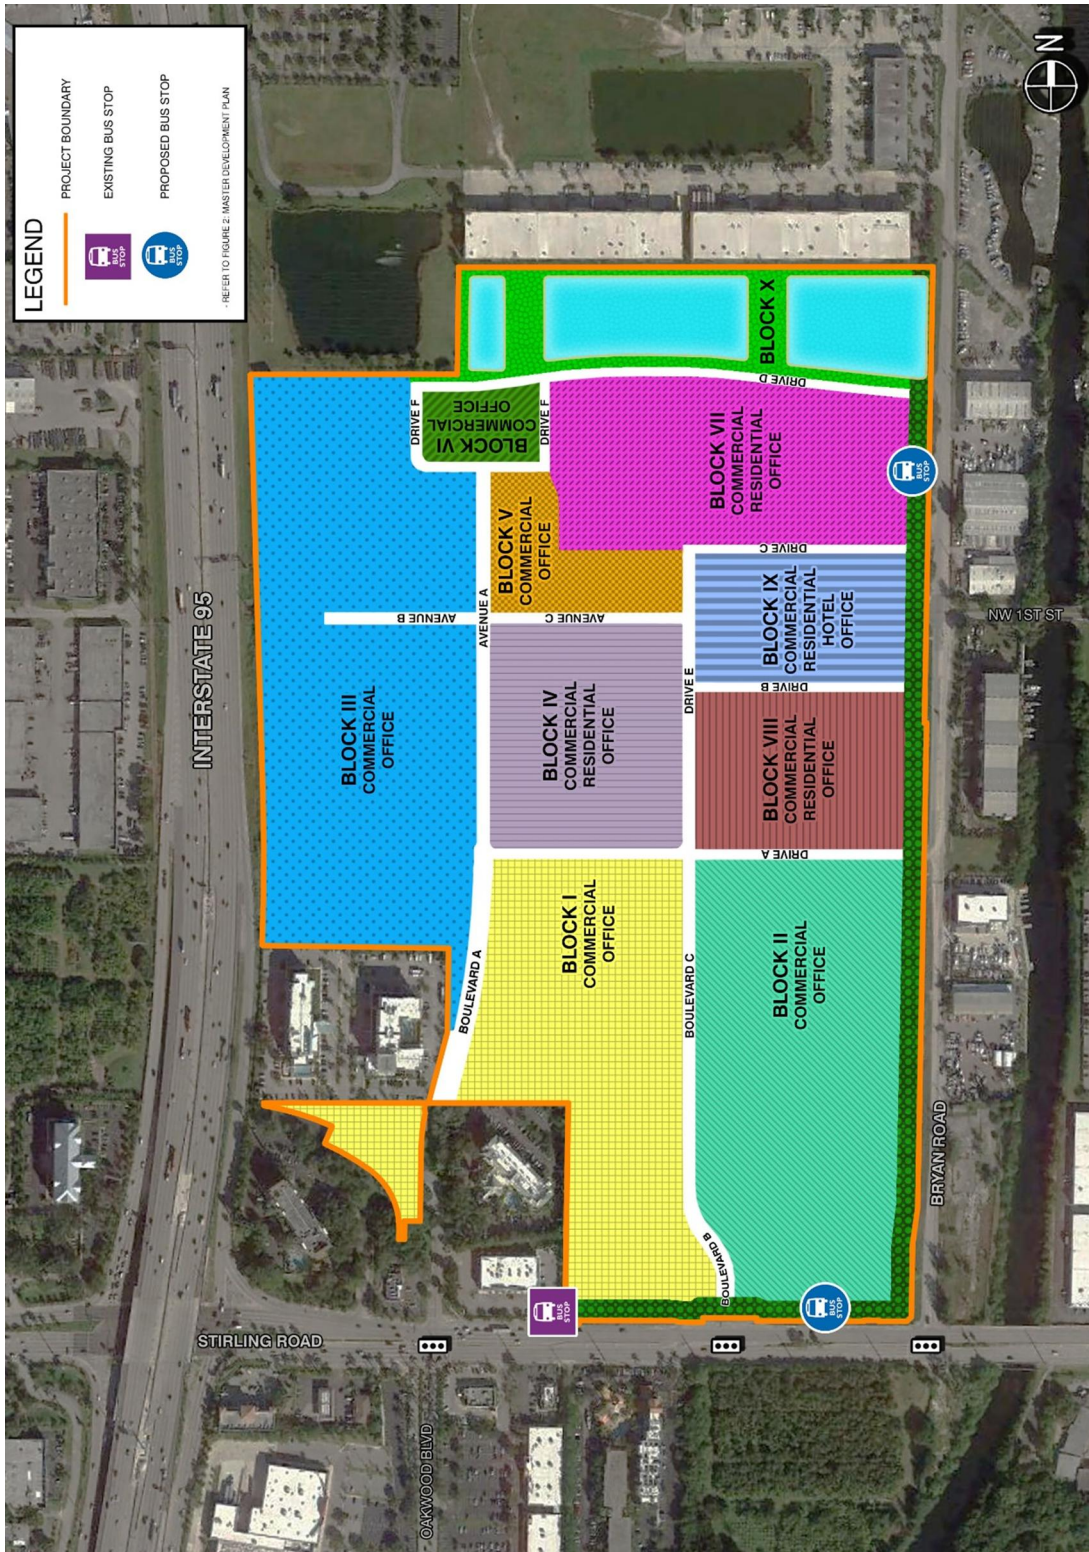 LEGEND
PROJECT BOUNDARY
BUS
STOP
EXISTING BUS STOP
BUS
STOP
PROPOSED BUS STOP
- REFER TO FIGURE 2: MASTER DEVELOPMENT PLAN
N
INTERSTATE 95
STIRLING ROAD
OAKWOOD BLVD
BRYAN ROAD
NW 1ST ST
BLOCK III
COMMERCIAL
OFFICE
BOULEVARD A
AVENUE A
AVENUE B
AVENUE C
DRIVE F
BLOCK VI
COMMERCIAL
OFFICE
DRIVE F
BLOCK I
COMMERCIAL
OFFICE
BLOCK IV
COMMERCIAL
RESIDENTIAL
OFFICE
BLOCK V
COMMERCIAL
OFFICE
BOULEVARD B
BOULEVARD C
DRIVE E
BLOCK II
COMMERCIAL
OFFICE
DRIVE A
BLOCK VIII
COMMERCIAL
RESIDENTIAL
OFFICE
DRIVE B
BLOCK IX
COMMERCIAL
RESIDENTIAL
HOTEL
OFFICE
DRIVE C
BLOCK VII
COMMERCIAL
RESIDENTIAL
OFFICE
DRIVE D
BLOCK X
BUS
STOP
BUS
STOP
BUS
STOP